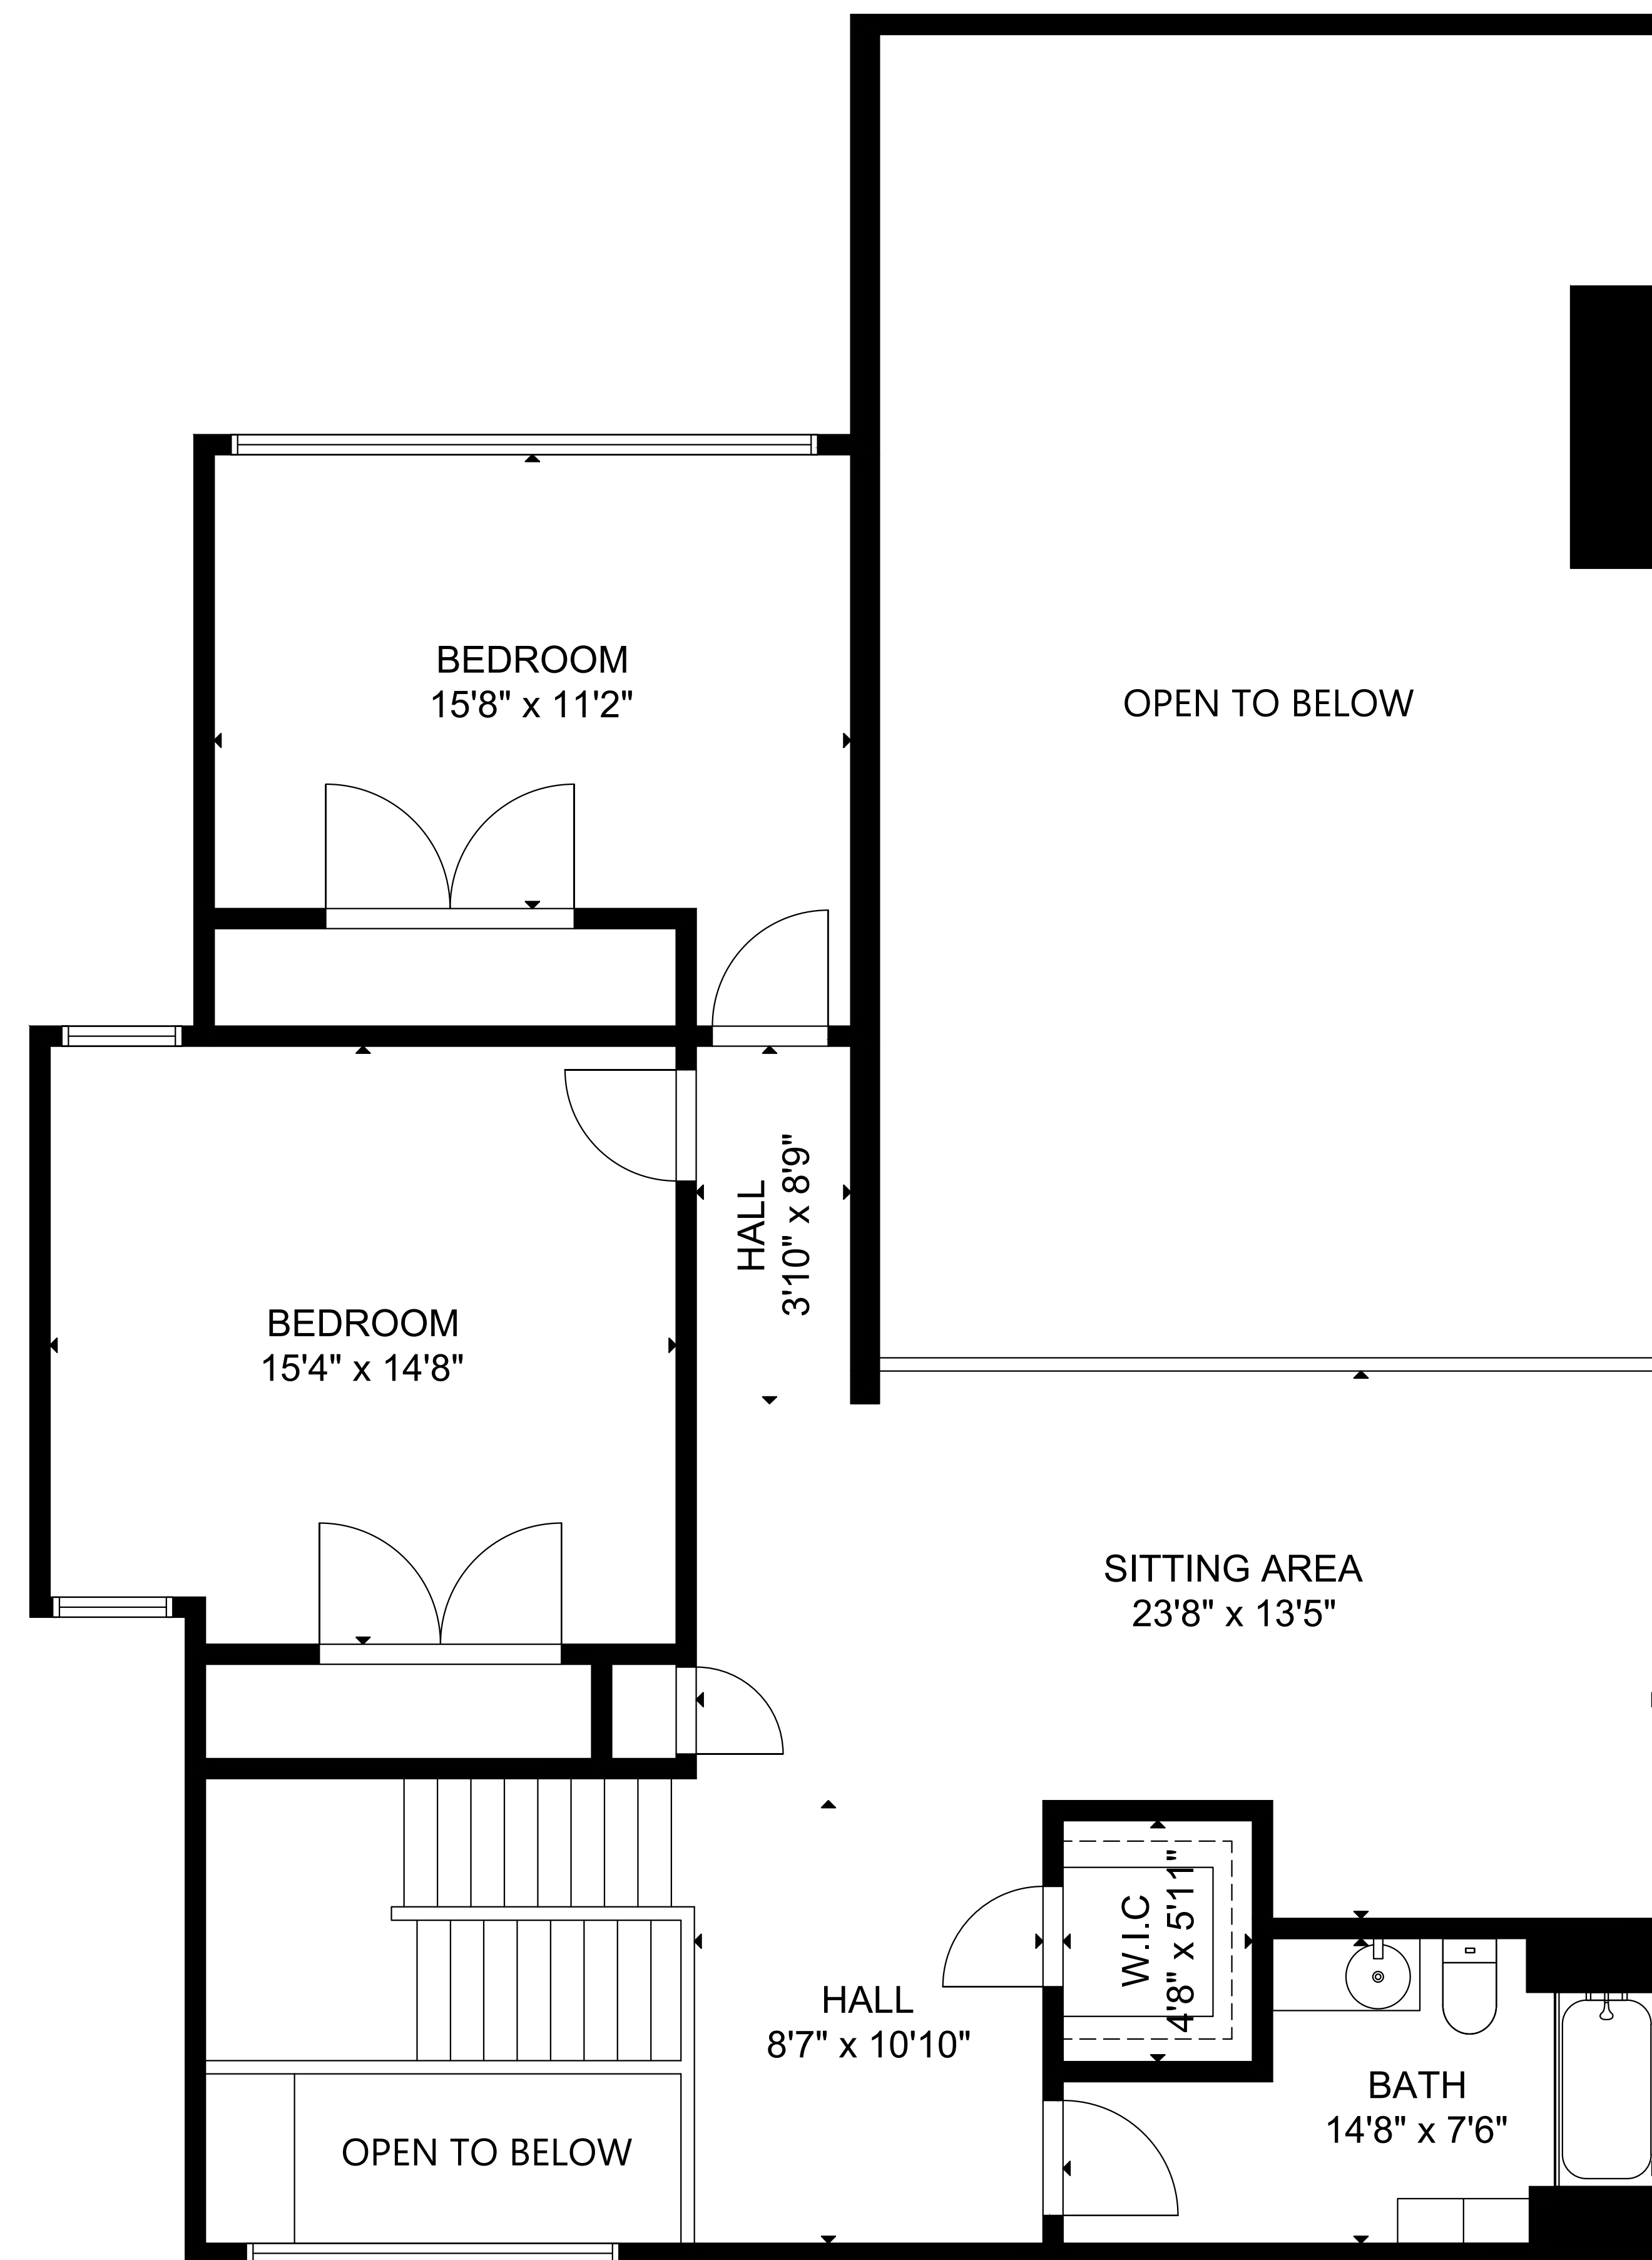 BEDROOM
15'8" x 11'2"
OPEN TO BELOW
HALL
3'10" x 8'9"
BEDROOM
15'4" x 14'8"
SITTING AREA
23'8" x 13'5"
W.I.C
4'8" x 5'11"
HALL
8'7" x 10'10"
BATH
14'8" x 7'6"
OPEN TO BELOW